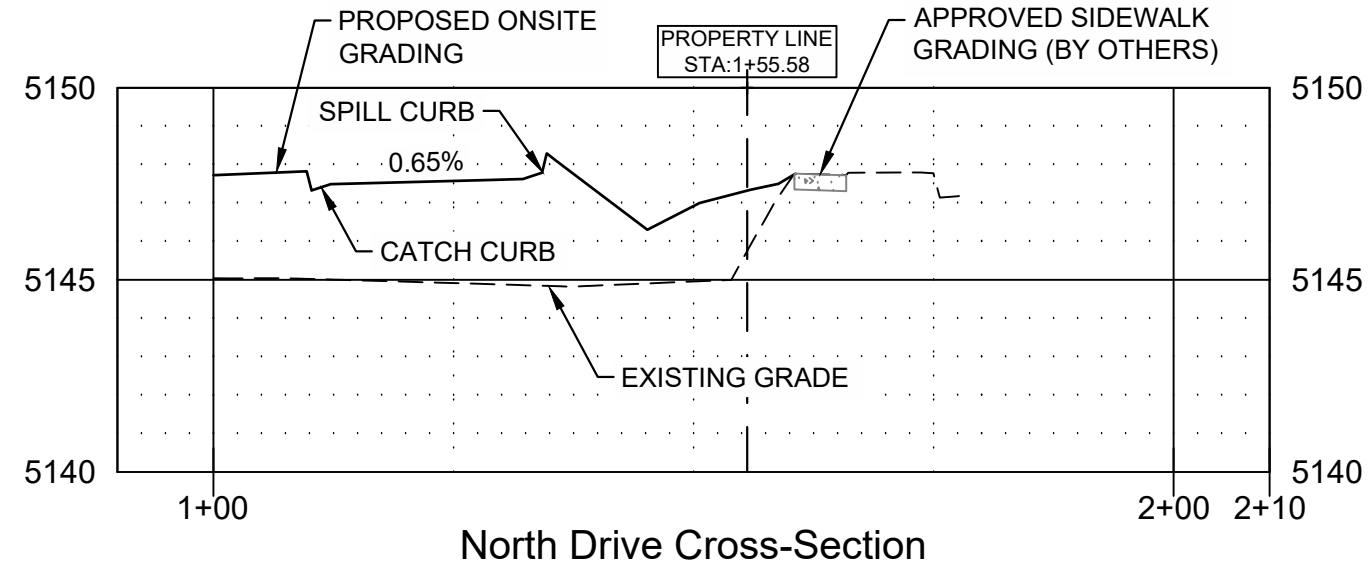 PROPOSED ONSITE
GRADING
PROPERTY LINE
STA:1+55.58
APPROVED SIDEWALK
GRADING (BY OTHERS)
5150
5150
SPILL CURB
0.65%
CATCH CURB
5145
5145
EXISTING GRADE
5140
5140
1+00
2+00
2+10
North Drive Cross-Section